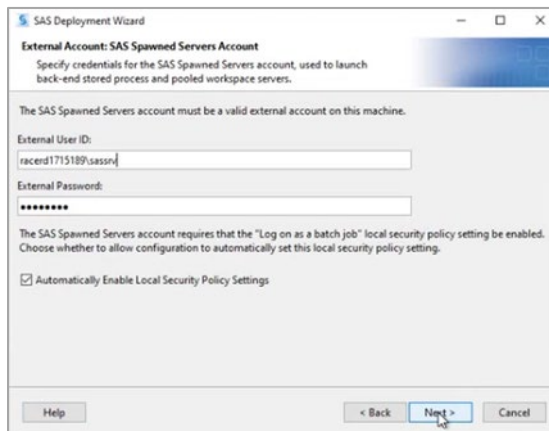 SAS Deployment Wizard
External Account: SAS Spawned Servers Account
Specify credentials for the SAS Spawned Servers account, used to launch
back-end stored process and pooled workspace servers.
The SAS Spawned Servers account must be a valid external account on this machine.
External User ID:
racerd1715189\sassrv
External Password:
••••••••
The SAS Spawned Servers account requires that the "Log on as a batch job" local security policy setting be enabled.
Choose whether to allow configuration to automatically set this local security policy setting.
Automatically Enable Local Security Policy Settings
Help
< Back
Next >
Cancel